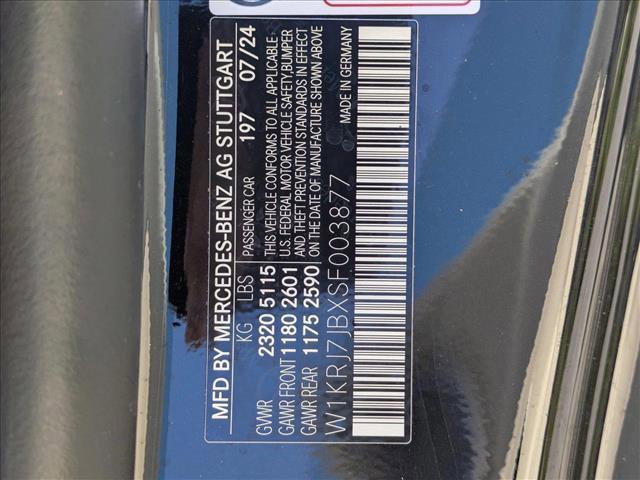 MFD BY MERCEDES-BENZ AG STUTTGART
KG LBS PASSENGER CAR 197 07/24
GVWR 2320 5115 THIS VEHICLE CONFORMS TO ALL APPLICABLE
GAWR FRONT 1180 2601 U.S. FEDERAL MOTOR VEHICLE SAFETY,BUMPER
AND THEFT PREVENTION STANDARDS IN EFFECT
GAWR REAR 1175 2590 ON THE DATE OF MANUFACTURE SHOWN ABOVE
W1KRJ7JBXSF003877 MADE IN GERMANY